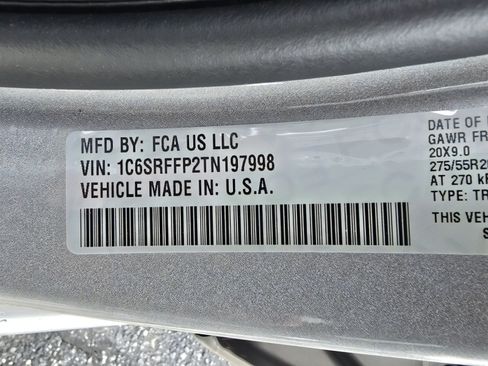 MFD BY: FCA US LLC
VIN: 1C6SRFFP2TN197998
VEHICLE MADE IN: U.S.A.
DATE OF
GAWR F
20X9.0
275/55R2
AT 270 k
TYPE: TR
THIS VEH
S